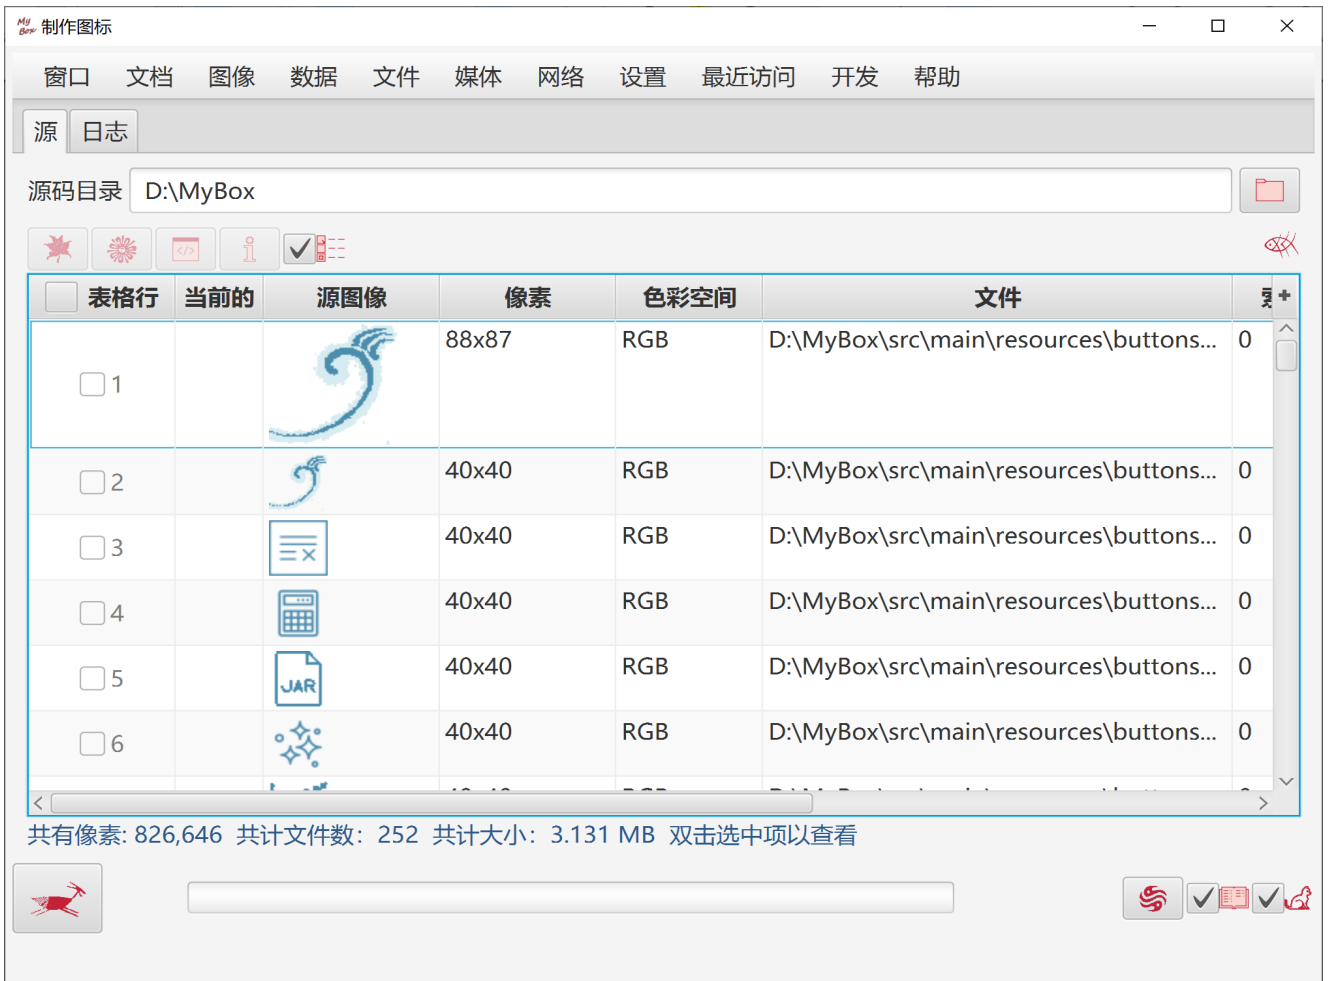 My Box 制作图标
窗口 文档 图像 数据 文件 媒体 网络 设置 最近访问 开发 帮助
源 日志
源码目录 D:\MyBox
表格行 当前的 源图像 像素 色彩空间 文件
1 88x87 RGB D:\MyBox\src\main\resources\buttons... 0
2 40x40 RGB D:\MyBox\src\main\resources\buttons... 0
3 40x40 RGB D:\MyBox\src\main\resources\buttons... 0
4 40x40 RGB D:\MyBox\src\main\resources\buttons... 0
5 JAR 40x40 RGB D:\MyBox\src\main\resources\buttons... 0
6 40x40 RGB D:\MyBox\src\main\resources\buttons... 0
共有像素: 826,646 共计文件数: 252 共计大小: 3.131 MB 双击选中项以查看